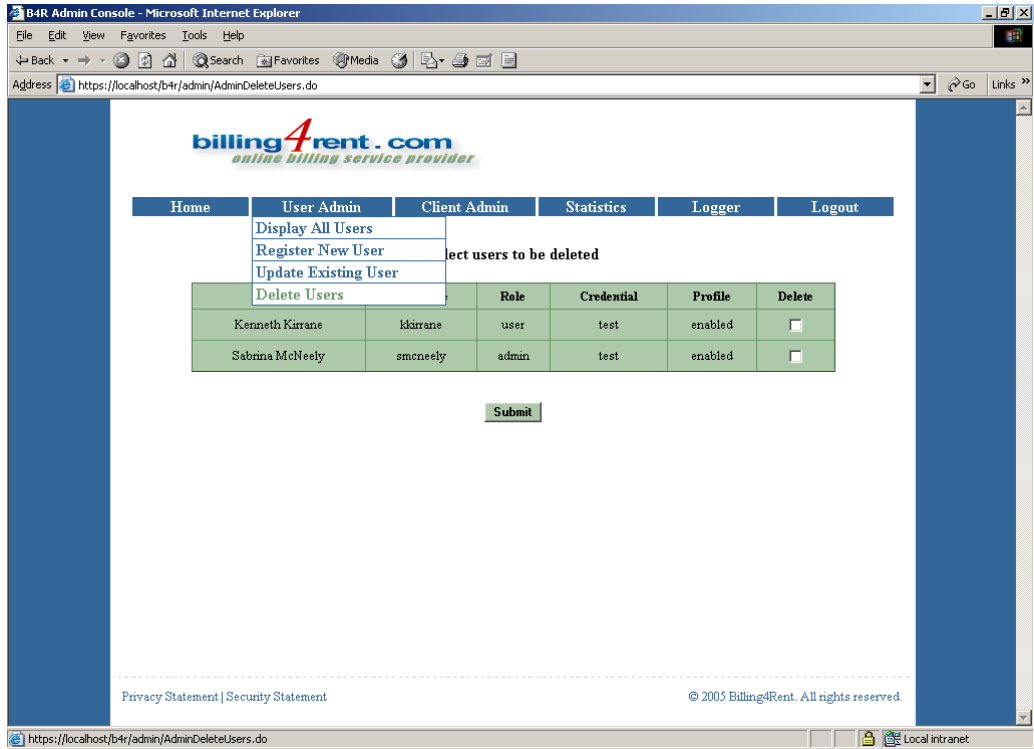 B4R Admin Console - Microsoft Internet Explorer
File Edit View Favorites Tools Help
Back Search Favorites Media
Address https://localhost/b4r/admin/AdminDeleteUsers.do Go Links »
billing4rent.com
online billing service provider
Home User Admin Client Admin Statistics Logger Logout
Display All Users
Register New User
Update Existing User
Delete Users
lect users to be deleted
Role Credential Profile Delete
Kenneth Kirrane kkirrane user test enabled
Sabrina McNeely smcneely admin test enabled
Submit
Privacy Statement | Security Statement © 2005 Billing4Rent. All rights reserved.
https://localhost/b4r/admin/AdminDeleteUsers.do Local intranet